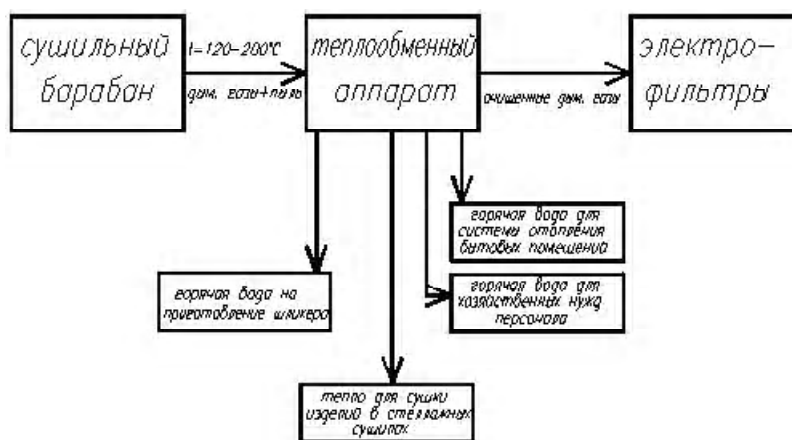 сушильный
барабан
t=120-200°С
дым. газы+пыль
теплообменный
аппарат
очищенные дым. газы
электро-
фильтры
горячая вода для
системы отопления
бытовых помещений
горячая вода на
приготовление шликера
горячая вода для
хозяйственных нужд
персонала
тепло для сушки
изделий в стеллажных
сушилах